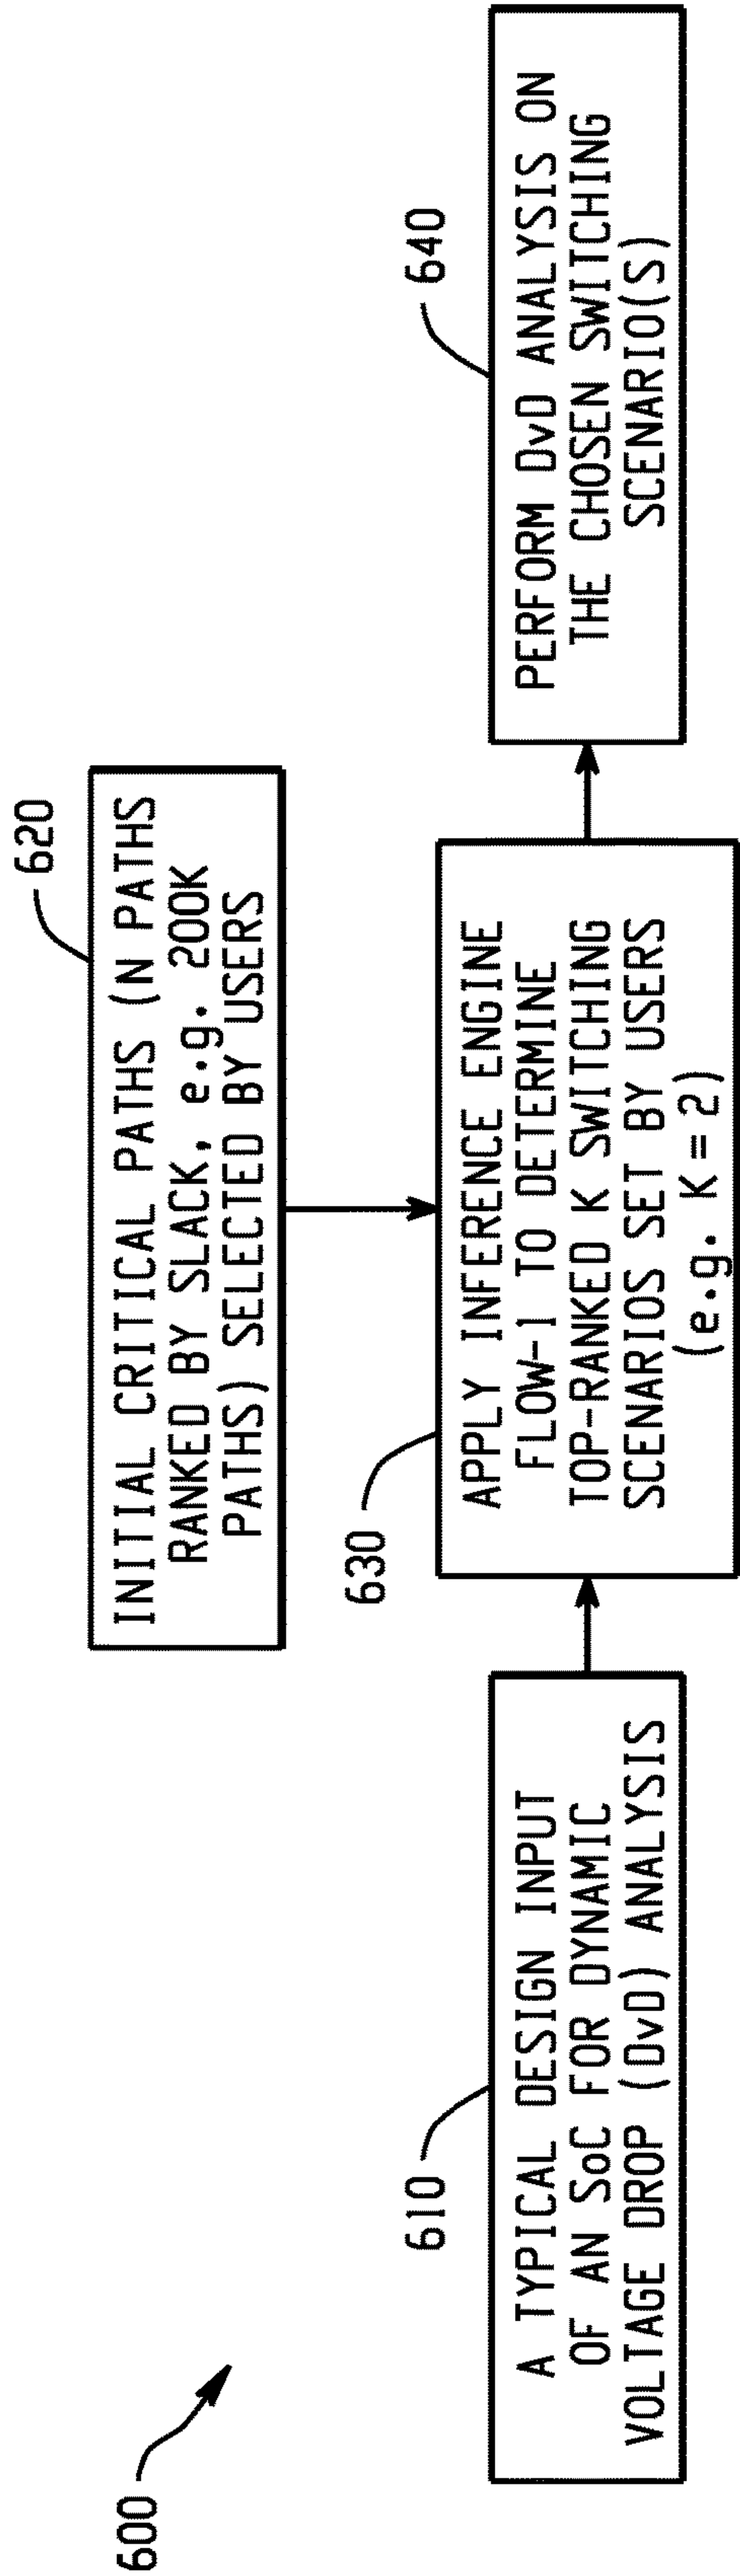 600
610
A TYPICAL DESIGN INPUT
OF AN SoC FOR DYNAMIC
VOLTAGE DROP (DvD) ANALYSIS
620
INITIAL CRITICAL PATHS (N PATHS
RANKED BY SLACK, e.g. 200K
PATHS) SELECTED BY USERS
630
APPLY INFERENCE ENGINE
FLOW-1 TO DETERMINE
TOP-RANKED K SWITCHING
SCENARIOS SET BY USERS
(e.g. K = 2)
640
PERFORM DvD ANALYSIS ON
THE CHOSEN SWITCHING
SCENARIO(S)